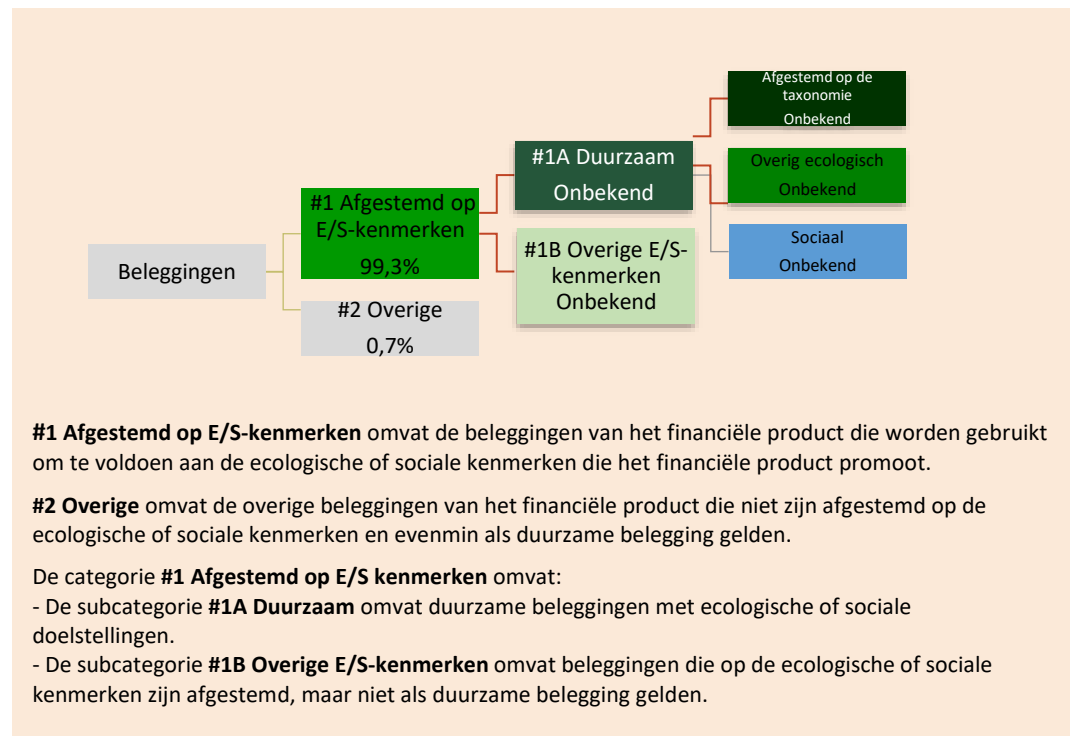 Beleggingen
#1 Afgestemd op
E/S-kenmerken
99,3%
#2 Overige
0,7%
#1A Duurzaam
Onbekend
#1B Overige E/S-
kenmerken
Onbekend
Afgestemd op de
taxonomie
Onbekend
Overig ecologisch
Onbekend
Sociaal
Onbekend
#1 Afgestemd op E/S-kenmerken omvat de beleggingen van het financiële product die worden gebruikt
om te voldoen aan de ecologische of sociale kenmerken die het financiële product promoot.
#2 Overige omvat de overige beleggingen van het financiële product die niet zijn afgestemd op de
ecologische of sociale kenmerken en evenmin als duurzame belegging gelden.
De categorie #1 Afgestemd op E/S kenmerken omvat:
- De subcategorie #1A Duurzaam omvat duurzame beleggingen met ecologische of sociale
doelstellingen.
- De subcategorie #1B Overige E/S-kenmerken omvat beleggingen die op de ecologische of sociale
kenmerken zijn afgestemd, maar niet als duurzame belegging gelden.